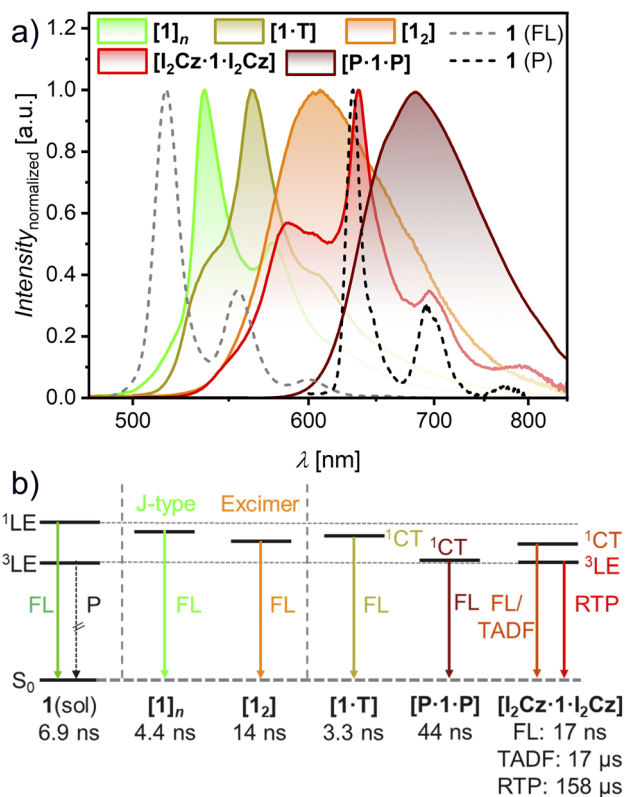 a)
[1]n [1·T] [1₂] 1 (FL)
[I₂Cz·1·I₂Cz] [P·1·P] 1 (P)
Intensity normalized [a.u.]
1.2
1.0
0.8
0.6
0.4
0.2
0.0
500 600 700 800
λ [nm]
b)
J-type Excimer
¹LE ¹CT ¹CT ¹CT
³LE ³LE
FL P FL FL FL FL FL/TADF RTP
S₀
1(sol) [1]n [1₂] [1·T] [P·1·P] [I₂Cz·1·I₂Cz]
6.9 ns 4.4 ns 14 ns 3.3 ns 44 ns FL: 17 ns
TADF: 17 µs
RTP: 158 µs